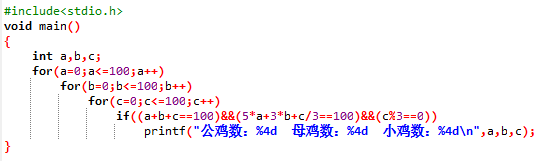 #include<stdio.h>
void main()
{
    int a,b,c;
    for(a=0;a<=100;a++)
        for(b=0;b<=100;b++)
            for(c=0;c<=100;c++)
                if((a+b+c==100)&&(5*a+3*b+c/3==100)&&(c%3==0))
                    printf("公鸡数：%4d  母鸡数：%4d  小鸡数：%4d\n",a,b,c);
}